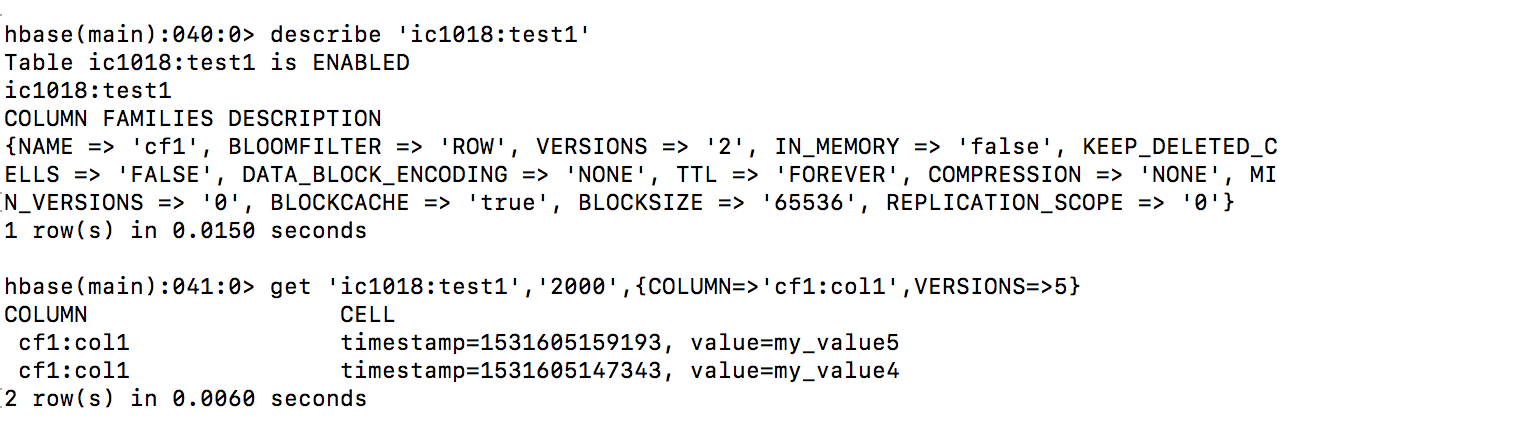 hbase(main):040:0> describe 'ic1018:test1'
Table ic1018:test1 is ENABLED
ic1018:test1
COLUMN FAMILIES DESCRIPTION
{NAME => 'cf1', BLOOMFILTER => 'ROW', VERSIONS => '2', IN_MEMORY => 'false', KEEP_DELETED_C
ELLS => 'FALSE', DATA_BLOCK_ENCODING => 'NONE', TTL => 'FOREVER', COMPRESSION => 'NONE', MI
N_VERSIONS => '0', BLOCKCACHE => 'true', BLOCKSIZE => '65536', REPLICATION_SCOPE => '0'}
1 row(s) in 0.0150 seconds
hbase(main):041:0> get 'ic1018:test1','2000',{COLUMN=>'cf1:col1',VERSIONS=>5}
COLUMN CELL
cf1:col1 timestamp=1531605159193, value=my_value5
cf1:col1 timestamp=1531605147343, value=my_value4
2 row(s) in 0.0060 seconds